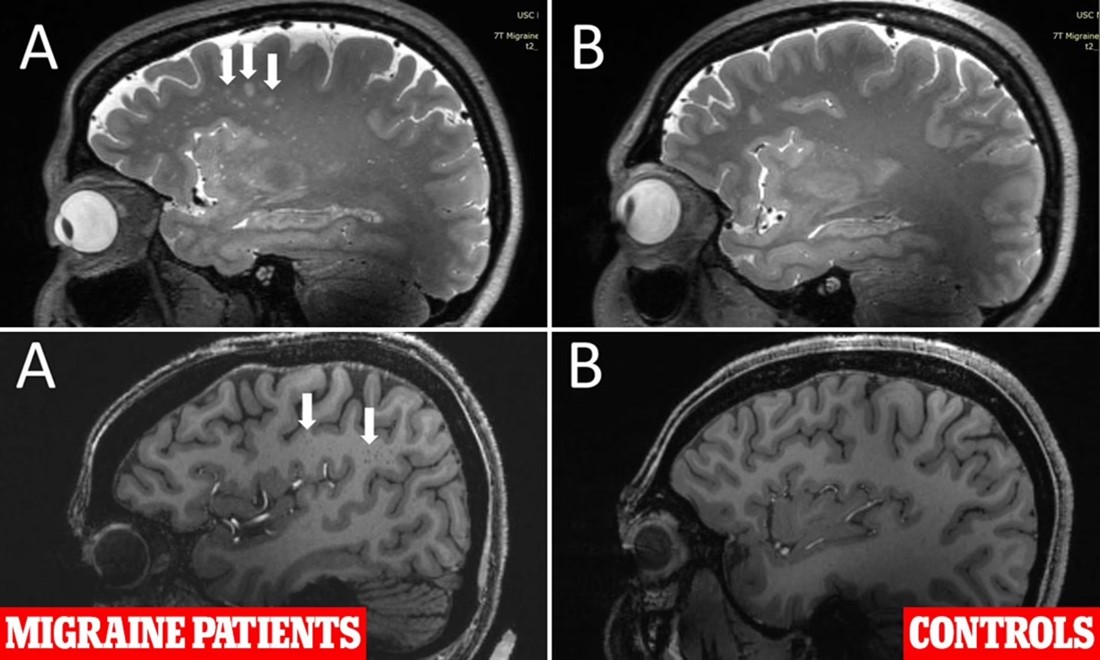 A
USC
7T Migraine
t2_
B
USC
7T Migraine
t2_
A
B
MIGRAINE PATIENTS
CONTROLS